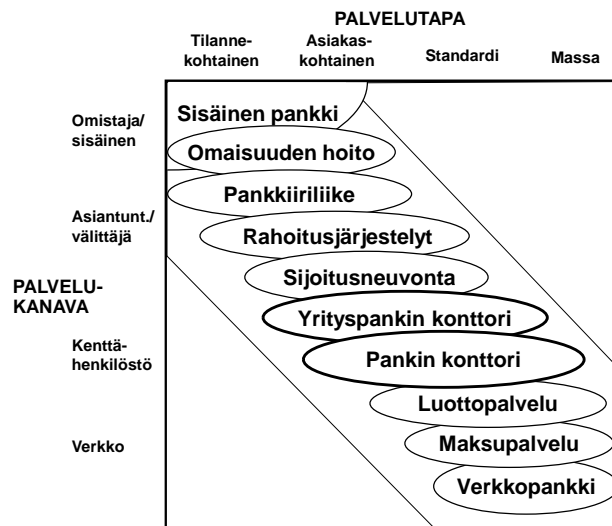 PALVELUTAPA
Tilanne-
kohtainen
Asiakas-
kohtainen
Standardi
Massa
Omistaja/
sisäinen
Asiantunt./
välittäjä
PALVELU-
KANAVA
Kenttä-
henkilöstö
Verkko
Sisäinen pankki
Omaisuuden hoito
Pankkiiriliike
Rahoitusjärjestelyt
Sijoitusneuvonta
Yrityspankin konttori
Pankin konttori
Luottopalvelu
Maksupalvelu
Verkkopankki